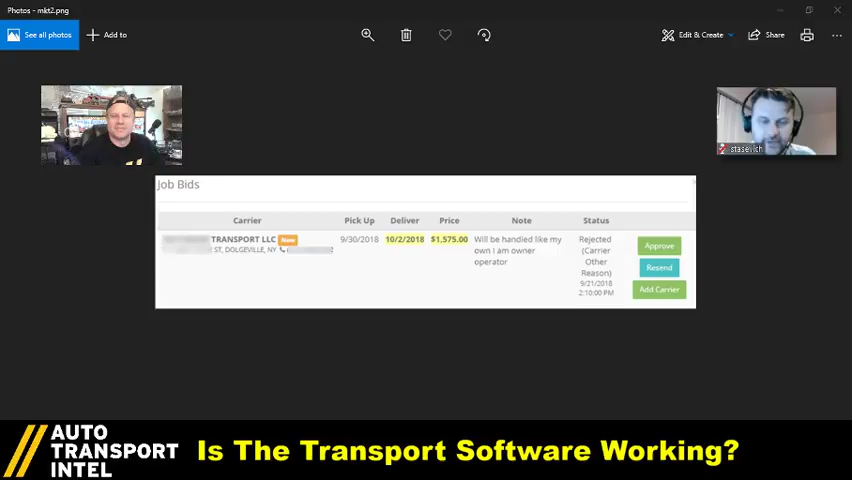 Photos - mkt2.png
See all photos
Add to
Edit & Create
Share
stasevich
Job Bids
Carrier Pick Up Deliver Price Note Status
TRANSPORT LLC New 9/30/2018 10/2/2018 $1,575.00 Will be handled like my Rejected Approve
ST, DOLGEVILLE, NY own I am owner (Carrier
operator Other Resend
Reason)
9/21/2018 Add Carrier
2:10:00 PM
AUTO
TRANSPORT
INTEL
Is The Transport Software Working?